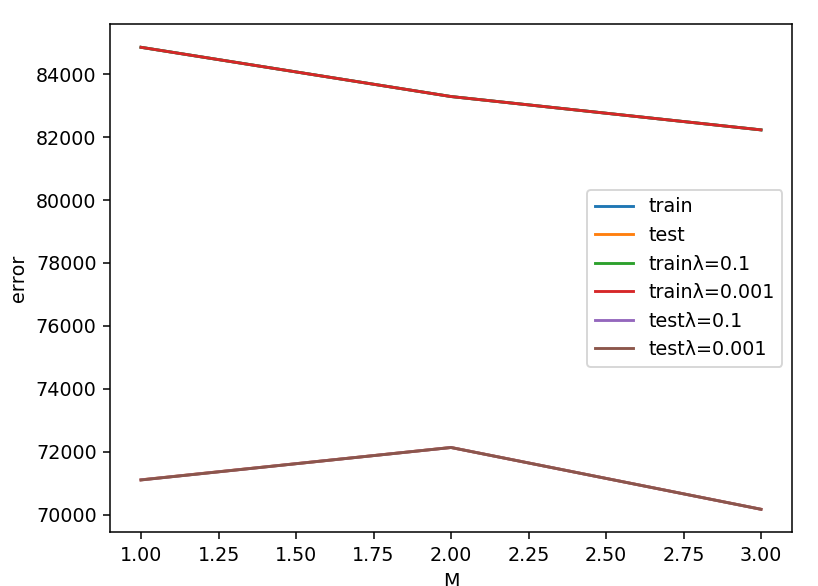 84000
82000
80000
78000
76000
74000
72000
70000
error
train
test
trainλ=0.1
trainλ=0.001
testλ=0.1
testλ=0.001
1.00 1.25 1.50 1.75 2.00 2.25 2.50 2.75 3.00
M